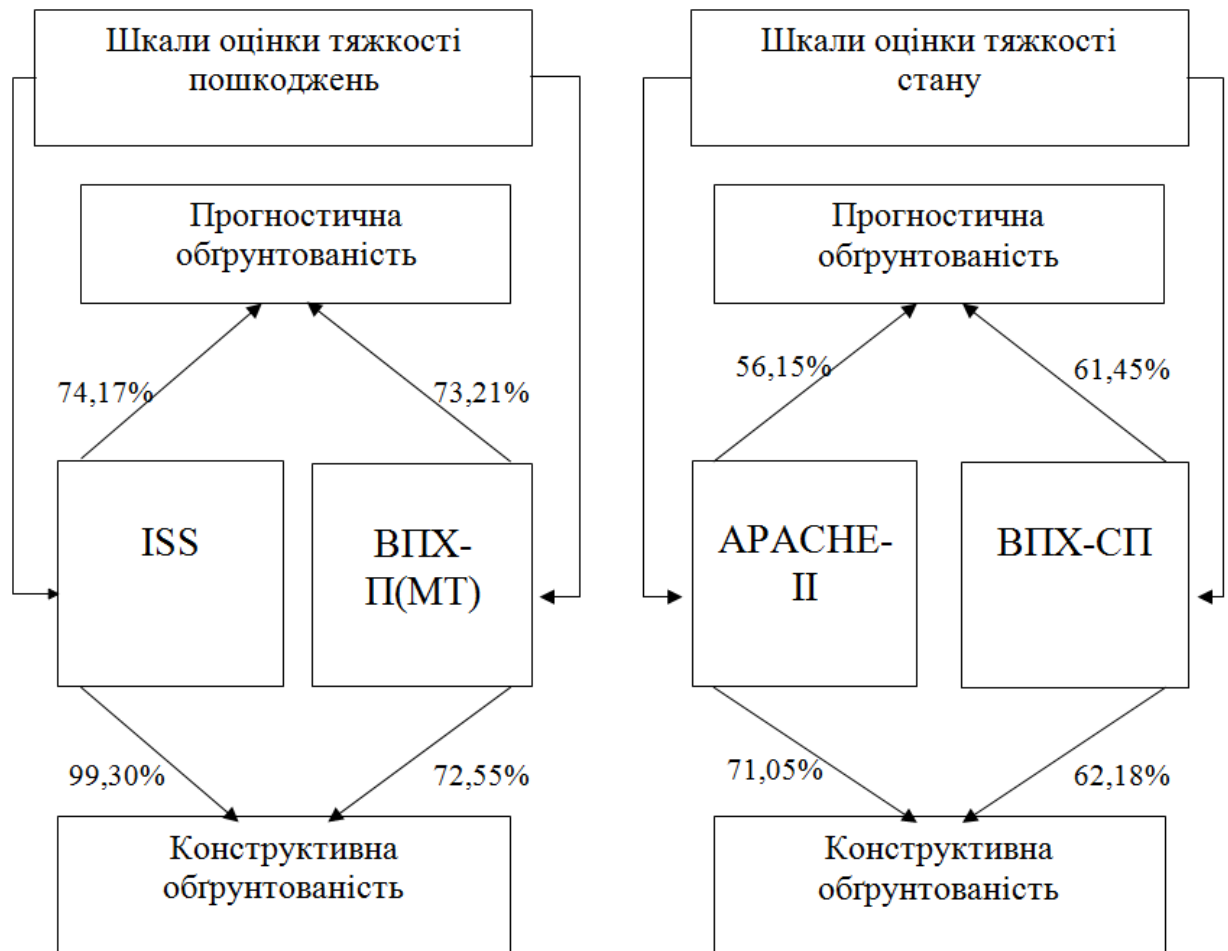 Шкали оцінки тяжкості
пошкоджень
Прогностична
обґрунтованість
74,17%
73,21%
ISS
ВПХ-
П(МТ)
99,30%
72,55%
Конструктивна
обґрунтованість
Шкали оцінки тяжкості
стану
Прогностична
обґрунтованість
56,15%
61,45%
APACHE-
II
ВПХ-СП
71,05%
62,18%
Конструктивна
обґрунтованість